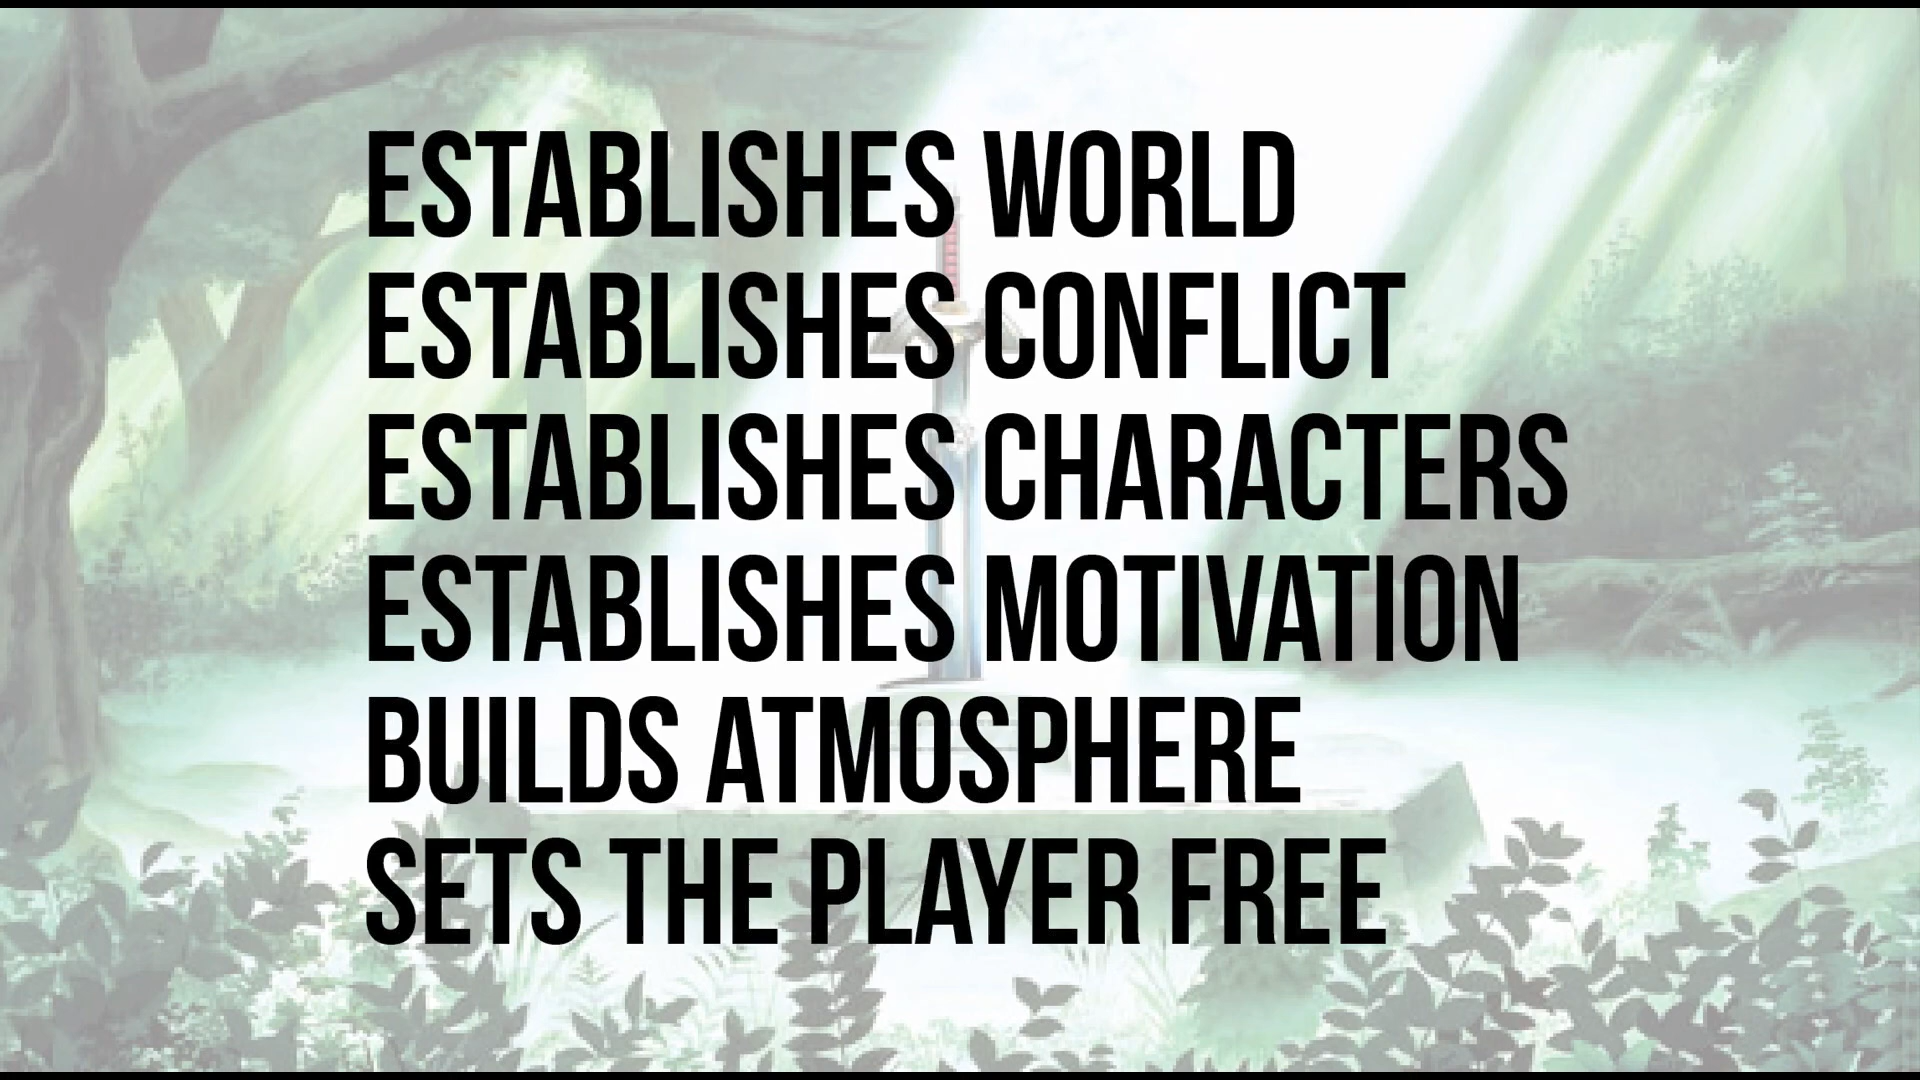 ESTABLISHES WORLD
ESTABLISHES CONFLICT
ESTABLISHES CHARACTERS
ESTABLISHES MOTIVATION
BUILDS ATMOSPHERE
SETS THE PLAYER FREE